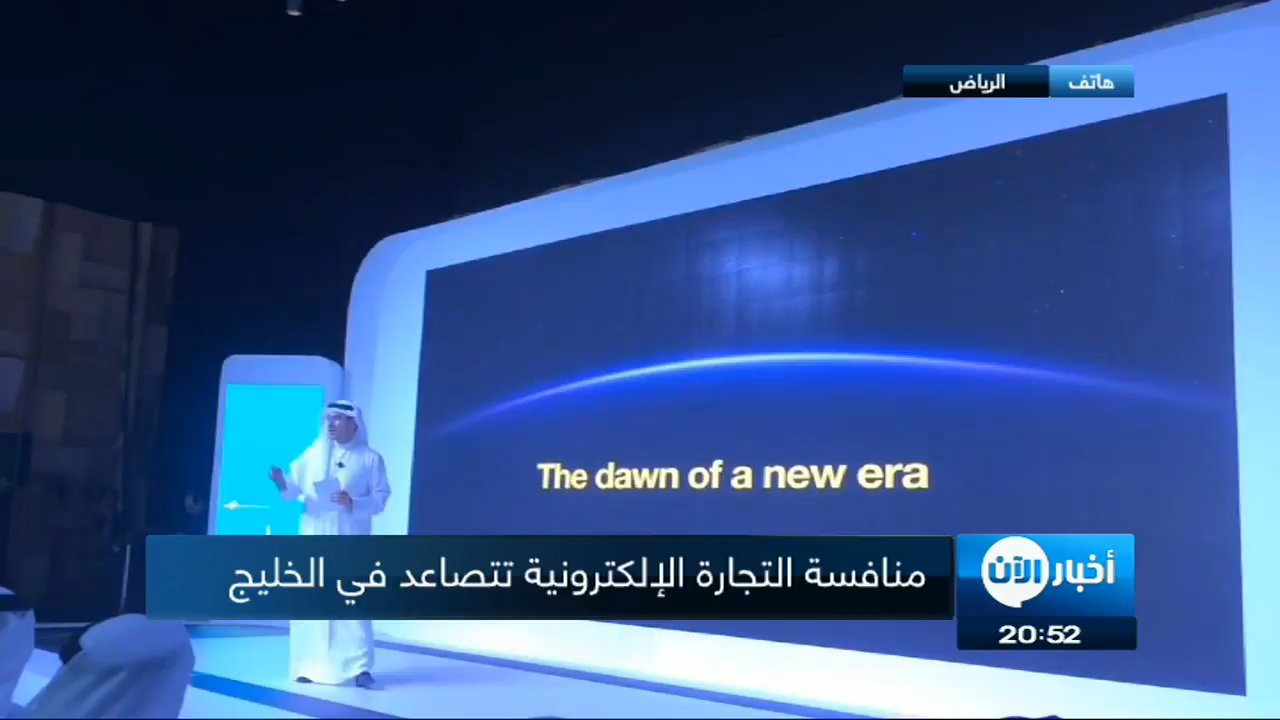 هاتف الرياض
The dawn of a new era
منافسة التجارة الإلكترونية تتصاعد في الخليج
أخبار الآن
20:52